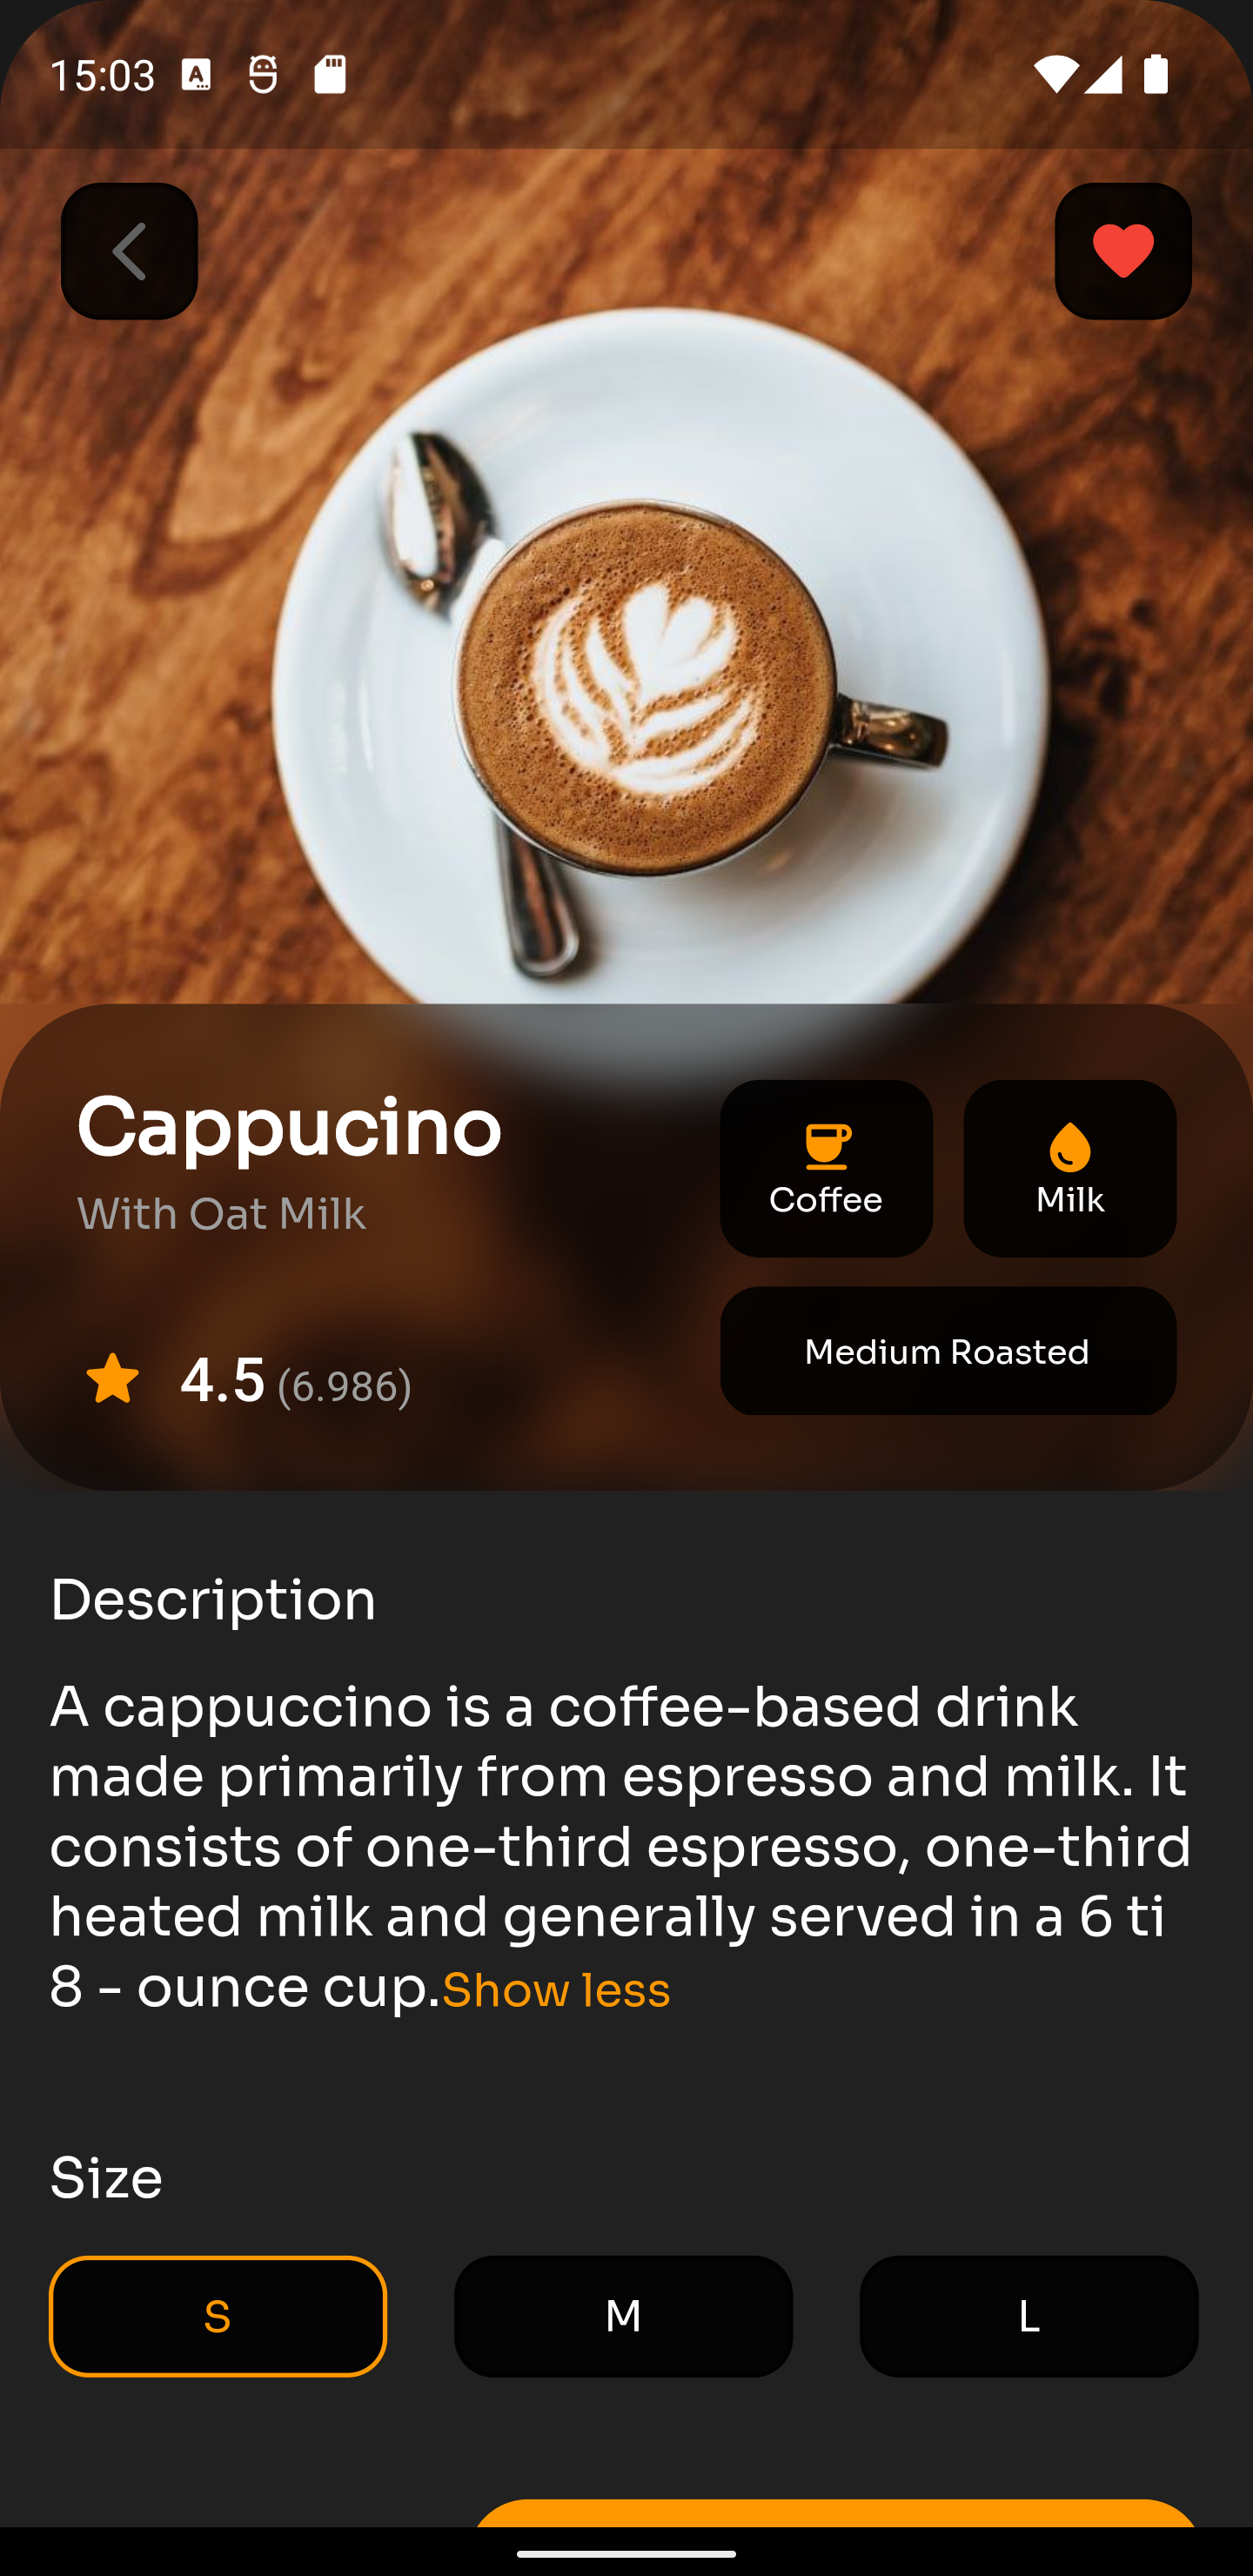 15:03
Cappucino
With Oat Milk
4.5 (6.986)
Coffee
Milk
Medium Roasted
Description
A cappuccino is a coffee-based drink
made primarily from espresso and milk. It
consists of one-third espresso, one-third
heated milk and generally served in a 6 ti
8 - ounce cup.Show less
Size
S
M
L